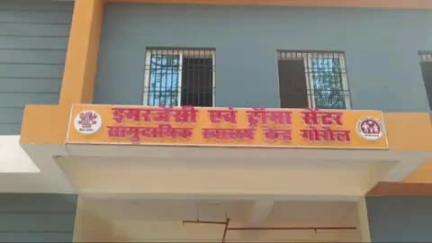 इमरजेंसी एवं ट्रॉमा सेंटर
सामुदायिक स्वास्थ्य केन्द्र गोरौल